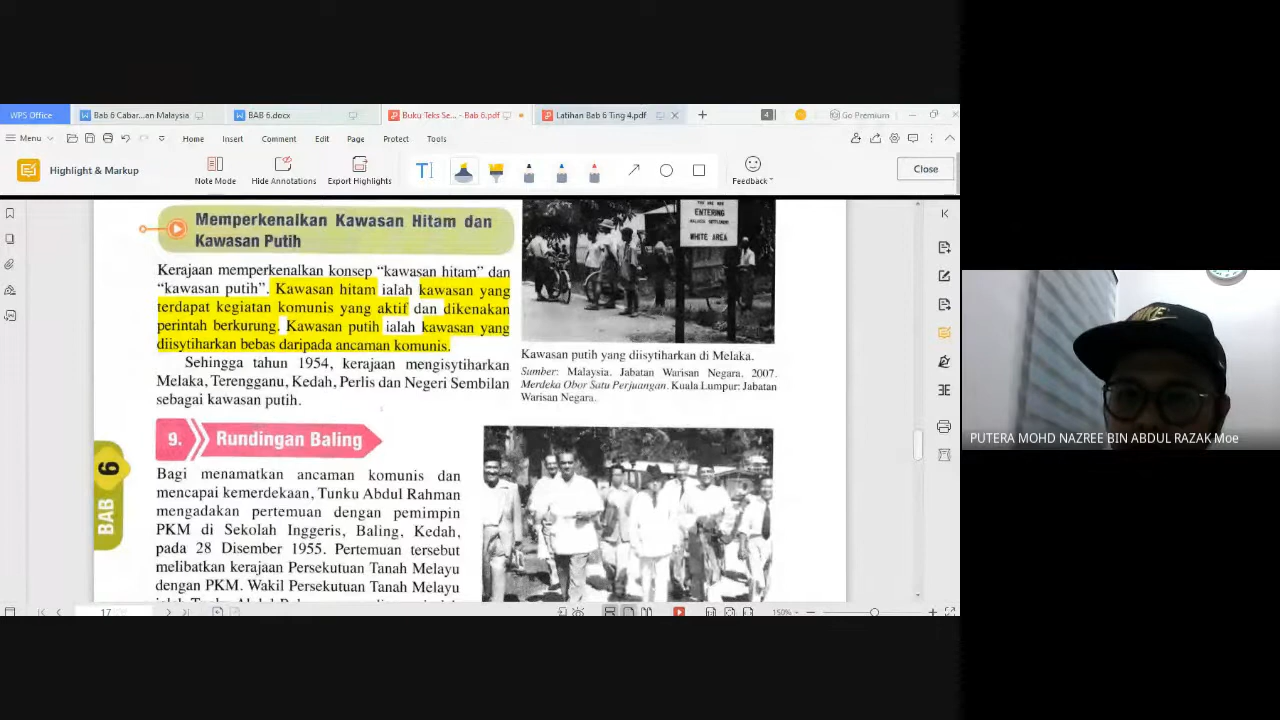 WPS Office
Bab 6 Cabar...an Malaysia
BAB 6.docx
Buku Teks Se... - Bab 6.pdf
Latihan Bab 6 Ting 4.pdf
4
Go Premium
Menu
Home
Insert
Comment
Edit
Page
Protect
Tools
Highlight & Markup
Note Mode
Hide Annotations
Export Highlights
Feedback
Close
Memperkenalkan Kawasan Hitam dan
Kawasan Putih
Kerajaan memperkenalkan konsep “kawasan hitam” dan
“kawasan putih”. Kawasan hitam ialah kawasan yang
terdapat kegiatan komunis yang aktif dan dikenakan
perintah berkurung. Kawasan putih ialah kawasan yang
diisytiharkan bebas daripada ancaman komunis.
Sehingga tahun 1954, kerajaan mengisytiharkan
Melaka, Terengganu, Kedah, Perlis dan Negeri Sembilan
sebagai kawasan putih.
ENTERING
WHITE AREA
Kawasan putih yang diisytiharkan di Melaka.
Sumber: Malaysia. Jabatan Warisan Negara. 2007.
Merdeka Obor Satu Perjuangan. Kuala Lumpur: Jabatan
Warisan Negara.
9. Rundingan Baling
Bagi menamatkan ancaman komunis dan
mencapai kemerdekaan, Tunku Abdul Rahman
mengadakan pertemuan dengan pemimpin
PKM di Sekolah Inggeris, Baling, Kedah,
pada 28 Disember 1955. Pertemuan tersebut
melibatkan kerajaan Persekutuan Tanah Melayu
dengan PKM. Wakil Persekutuan Tanah Melayu
BAB 6
17
150%
PUTERA MOHD NAZREE BIN ABDUL RAZAK Moe